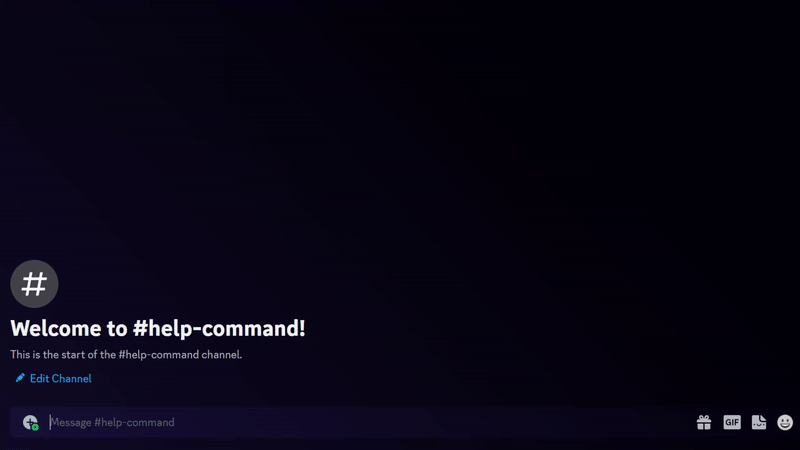 #
Welcome to #help-command!
This is the start of the #help-command channel.
Edit Channel
Message #help-command
GIF